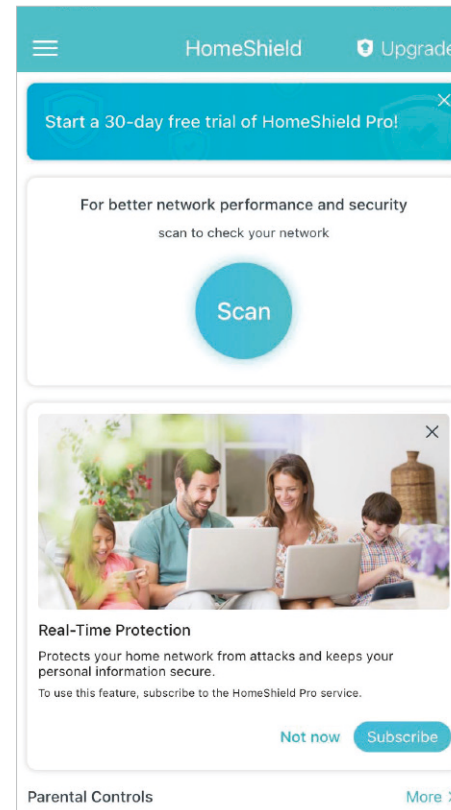 HomeShield
Upgrade
Start a 30-day free trial of HomeShield Pro!
For better network performance and security
scan to check your network
Scan
Real-Time Protection
Protects your home network from attacks and keeps your
personal information secure.
To use this feature, subscribe to the HomeShield Pro service.
Not now Subscribe
Parental Controls More